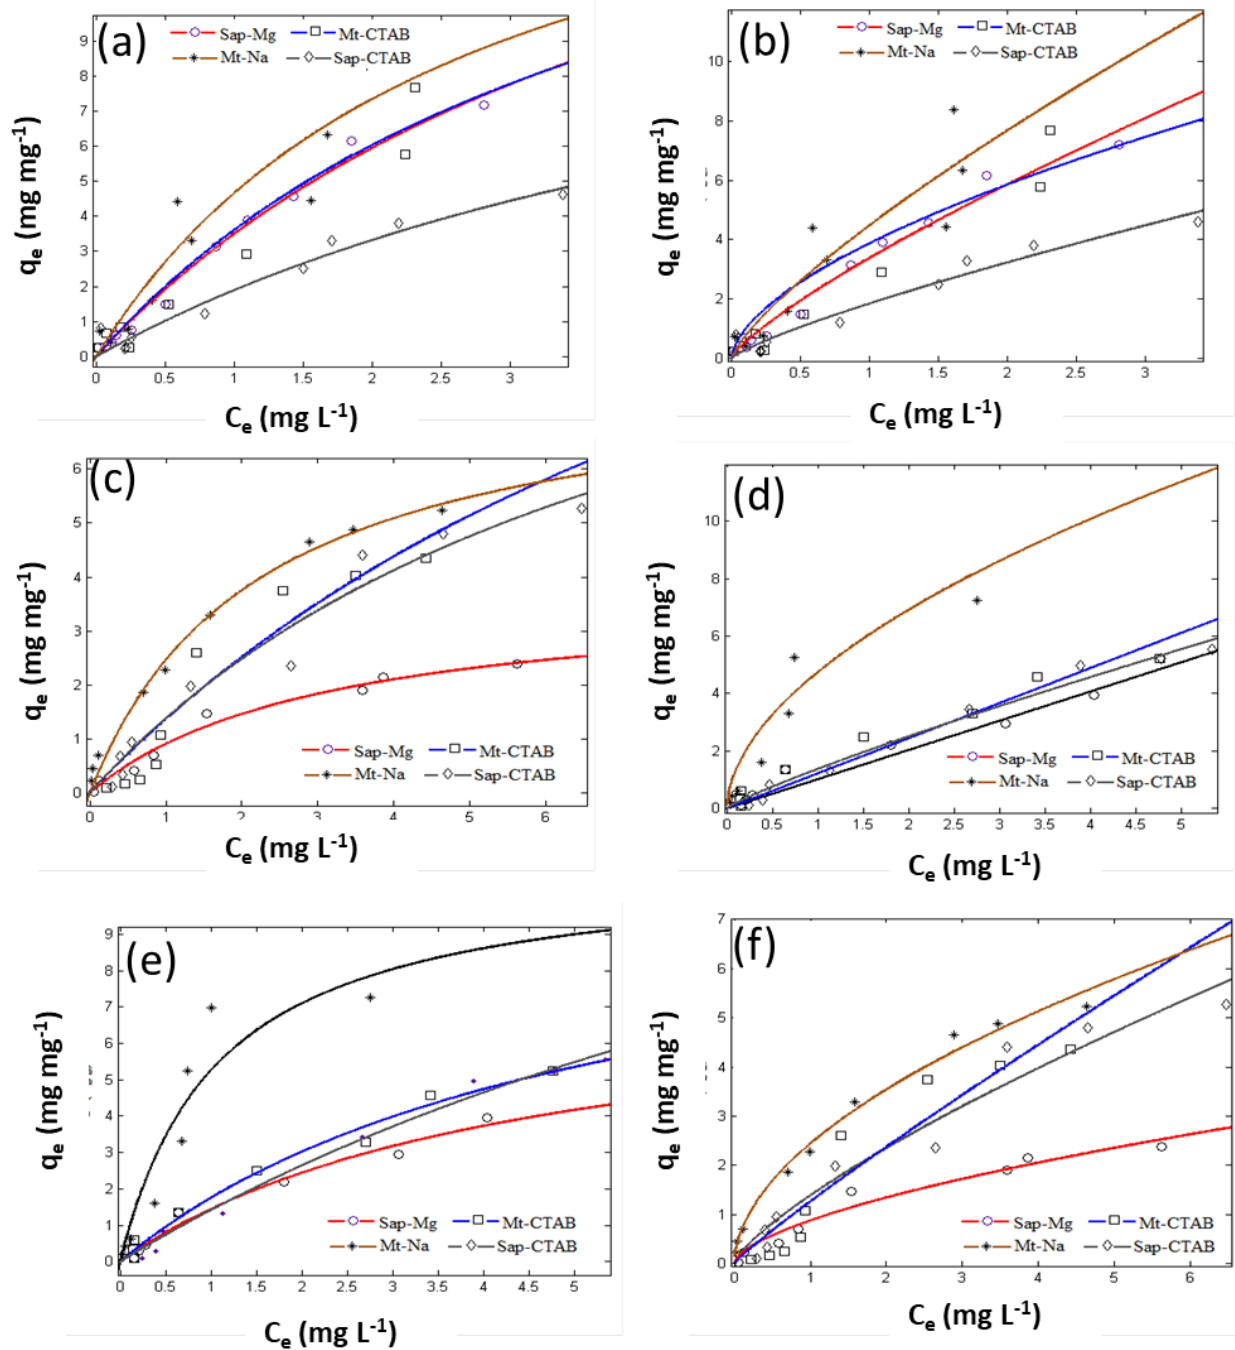 (a)
Sap-Mg Mt-CTAB
Mt-Na Sap-CTAB
9
8
7
6
5
4
3
2
1
0
qe (mg mg-1)
0 0.5 1 1.5 2 2.5 3
Ce (mg L-1)
(b)
Sap-Mg Mt-CTAB
Mt-Na Sap-CTAB
10
8
6
4
2
0
qe (mg mg-1)
0 0.5 1 1.5 2 2.5 3
Ce (mg L-1)
(c)
6
5
4
3
2
1
0
qe (mg mg-1)
Sap-Mg Mt-CTAB
Mt-Na Sap-CTAB
0 1 2 3 4 5 6
Ce (mg L-1)
(d)
10
8
6
4
2
0
qe (mg mg-1)
Sap-Mg Mt-CTAB
Mt-Na Sap-CTAB
0 0.5 1 1.5 2 2.5 3 3.5 4 4.5 5
Ce (mg L-1)
(e)
9
8
7
6
5
4
3
2
1
0
qe (mg mg-1)
Sap-Mg Mt-CTAB
Mt-Na Sap-CTAB
0 0.5 1 1.5 2 2.5 3 3.5 4 4.5 5
Ce (mg L-1)
(f)
7
6
5
4
3
2
1
0
qe (mg mg-1)
Sap-Mg Mt-CTAB
Mt-Na Sap-CTAB
0 1 2 3 4 5 6
Ce (mg L-1)